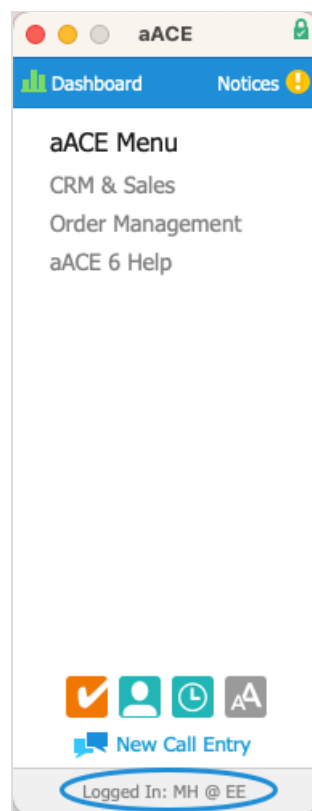 aACE
Dashboard Notices !
aACE Menu
CRM & Sales
Order Management
aACE 6 Help
AA
New Call Entry
Logged In: MH @ EE